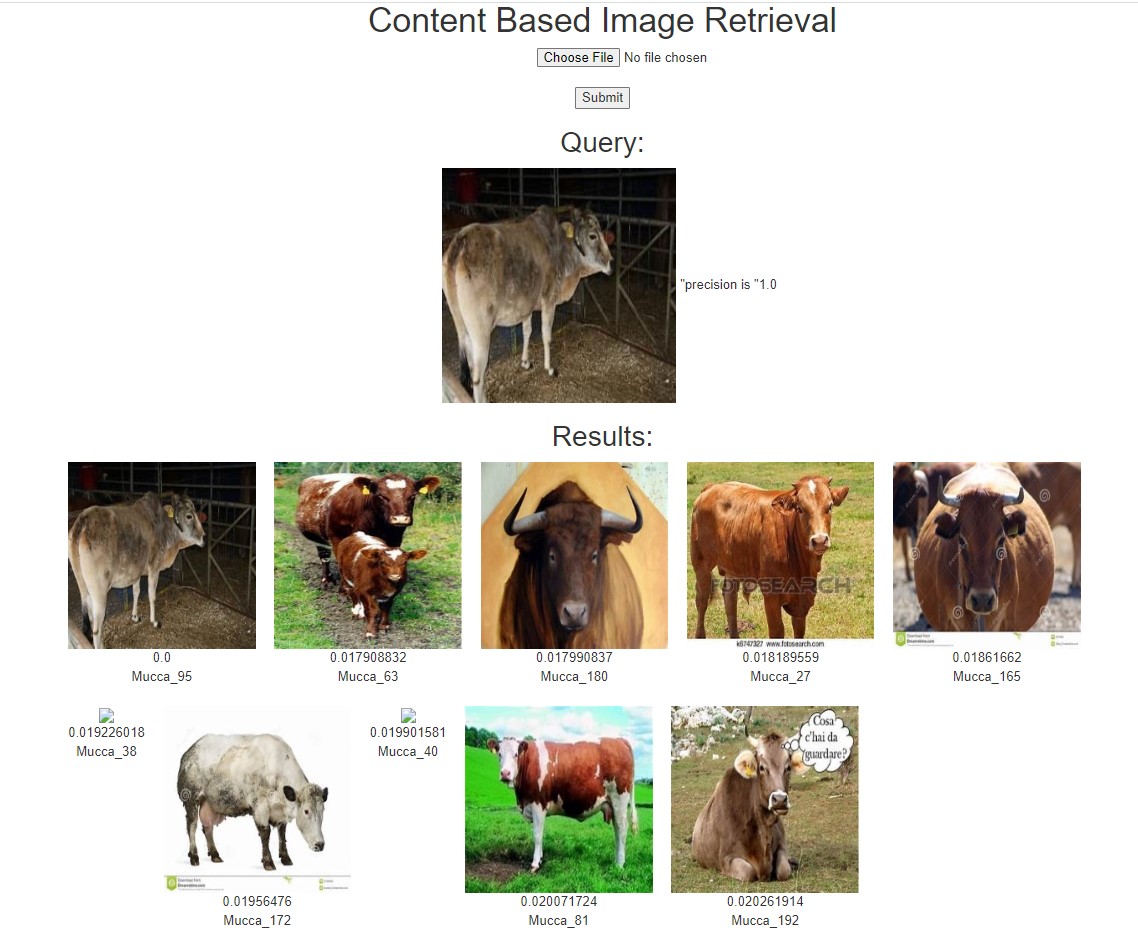 Content Based Image Retrieval
Choose File No file chosen
Submit
Query:
"precision is "1.0
Results:
FOTOSEARCH
k6747327 www.fotosearch.com
0.0
0.017908832
0.017990837
0.018189559
0.01861662
Mucca_95
Mucca_63
Mucca_180
Mucca_27
Mucca_165
Cosa
c'hai da
guardare?
0.019226018
Mucca_38
0.019901581
Mucca_40
0.01956476
0.020071724
0.020261914
Mucca_172
Mucca_81
Mucca_192